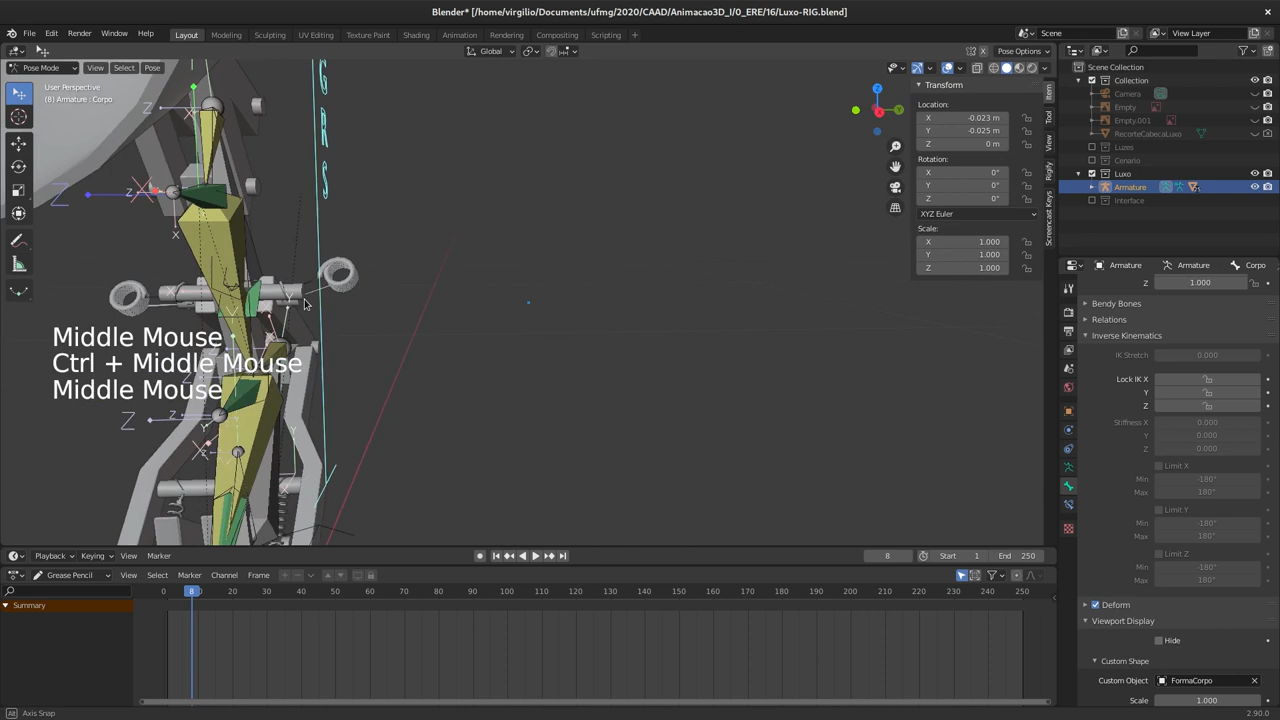 Blender* [/home/virgilio/Documents/ufmg/2020/CAAD/Animacao3D_I/0_ERE/16/Luxo-RIG.blend]
File Edit Render Window Help Layout Modeling Sculpting UV Editing Texture Paint Shading Animation Rendering Compositing Scripting Scene View Layer
Global X Pose Options
Pose Mode View Select Pose
User Perspective
(8) Armature : Corpo
Transform
Location:
X -0.023 m
Y -0.025 m
Z 0 m
Rotation:
X 0°
Y 0°
Z 0°
XYZ Euler
Scale:
X 1.000
Y 1.000
Z 1.000
Item
Tool
View
Rigify
Screencast Keys
Scene Collection
Collection
Camera
Empty
Empty.001
RecorteCabecaLuxo
Luzes
Cenario
Luxo
Armature
Interface
Armature Armature Corpo
Z 1.000
Bendy Bones
Relations
Inverse Kinematics
IK Stretch 0.000
Lock IK X
Y
Z
Stiffness X 0.000
Y 0.000
Z 0.000
Limit X
Min -180°
Max 180°
Limit Y
Min -180°
Max 180°
Limit Z
Min -180°
Max 180°
Deform
Viewport Display
Hide
Custom Shape
Custom Object FormaCorpo
Scale 1.000
Middle Mouse
Ctrl + Middle Mouse
Middle Mouse
Playback Keying View Marker 8 Start 1 End 250
Grease Pencil View Select Marker Channel Frame
0 8 20 30 40 50 60 70 80 90 100 110 120 130 140 150 160 170 180 190 200 210 220 230 240 250
Summary
Axis Snap 2.90.0